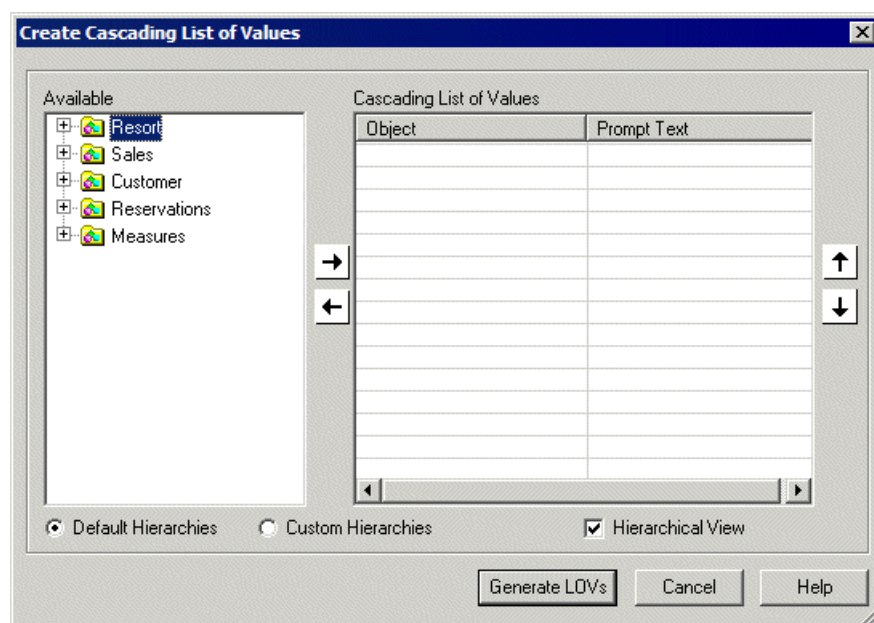 Create Cascading List of Values
Available
Resort
Sales
Customer
Reservations
Measures
Cascading List of Values
Object Prompt Text
Default Hierarchies Custom Hierarchies Hierarchical View
Generate LOVs Cancel Help